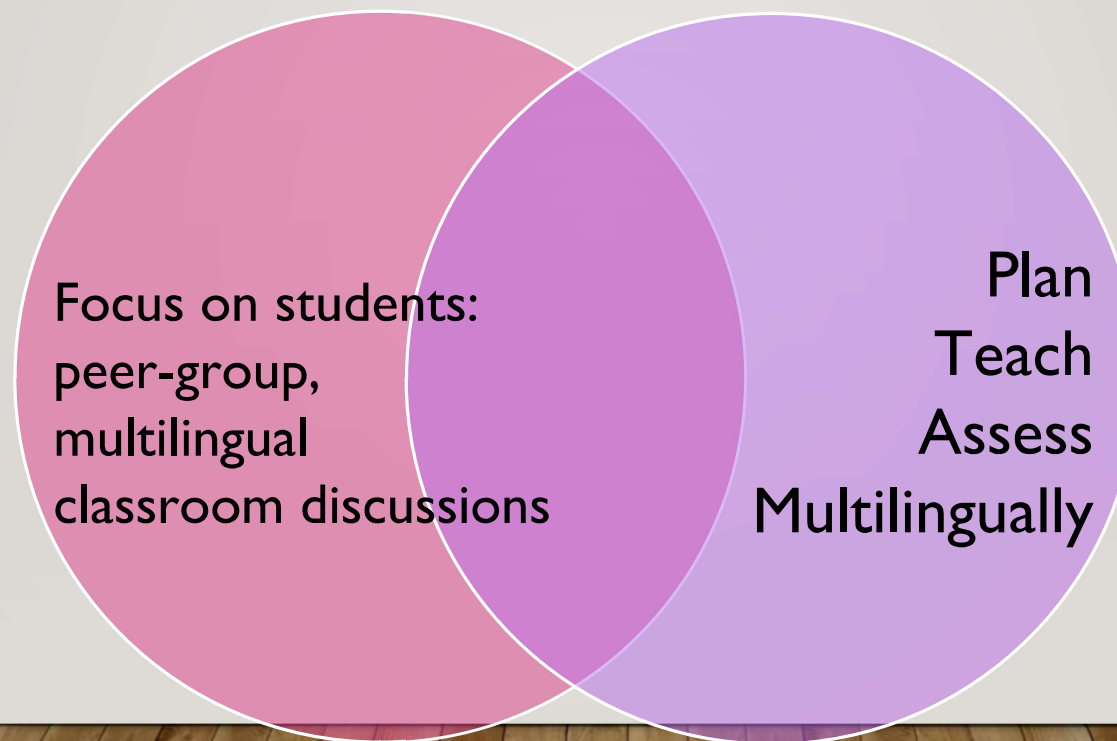 Focus on students:
peer-group,
multilingual
classroom discussions
Plan
Teach
Assess
Multilingually